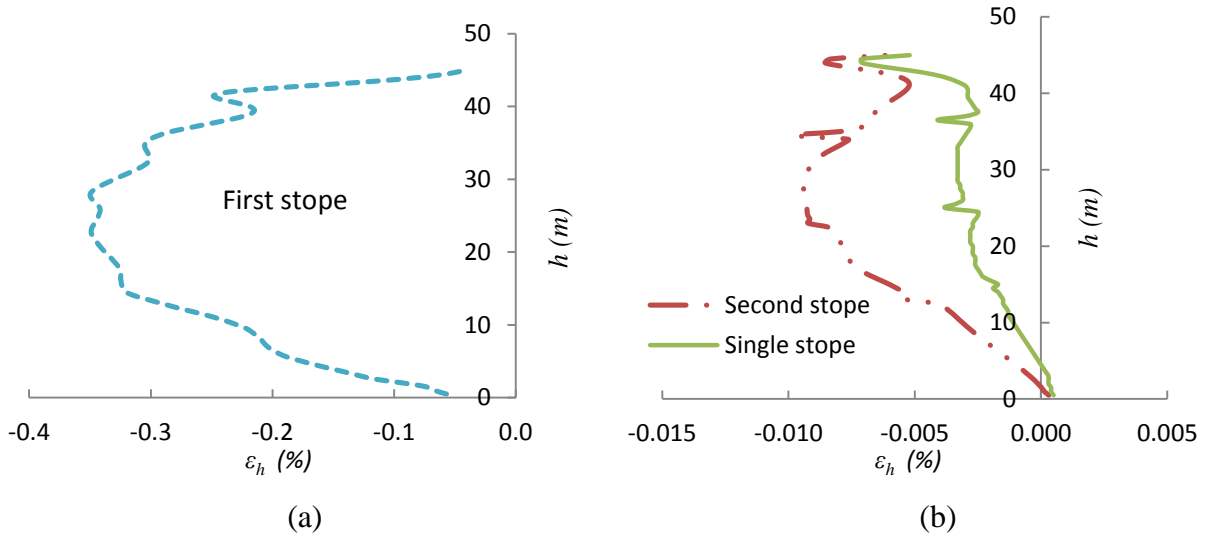 50
40
30
20
10
0
h (m)
First stope
-0.4 -0.3 -0.2 -0.1 0.0
εh (%)
(a)
50
40
30
20
10
0
h (m)
Second stope
Single stope
-0.015 -0.010 -0.005 0.000 0.005
εh (%)
(b)